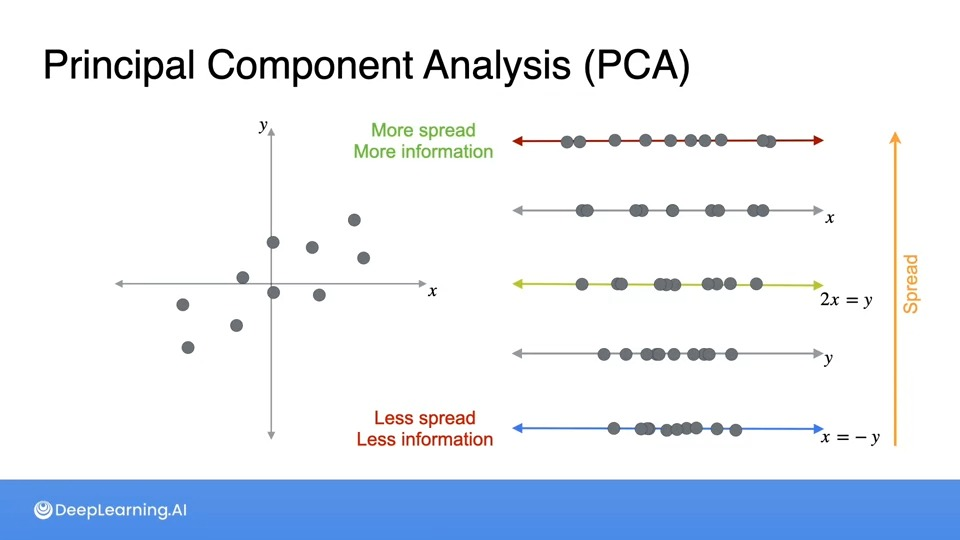 Principal Component Analysis (PCA)
y
x
More spread
More information
x
2x = y
y
Less spread
Less information
x = − y
Spread
DeepLearning.AI